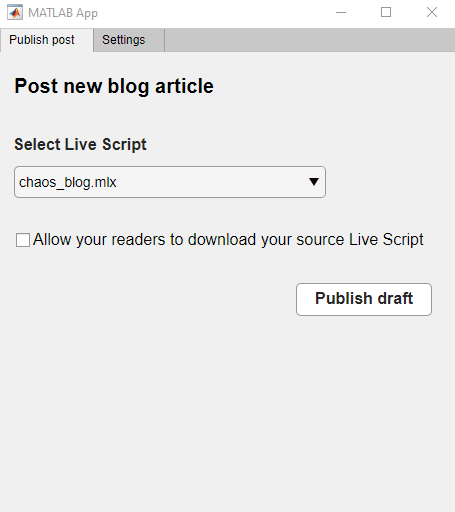 MATLAB App
Publish post
Settings
Post new blog article
Select Live Script
chaos_blog.mlx
Allow your readers to download your source Live Script
Publish draft